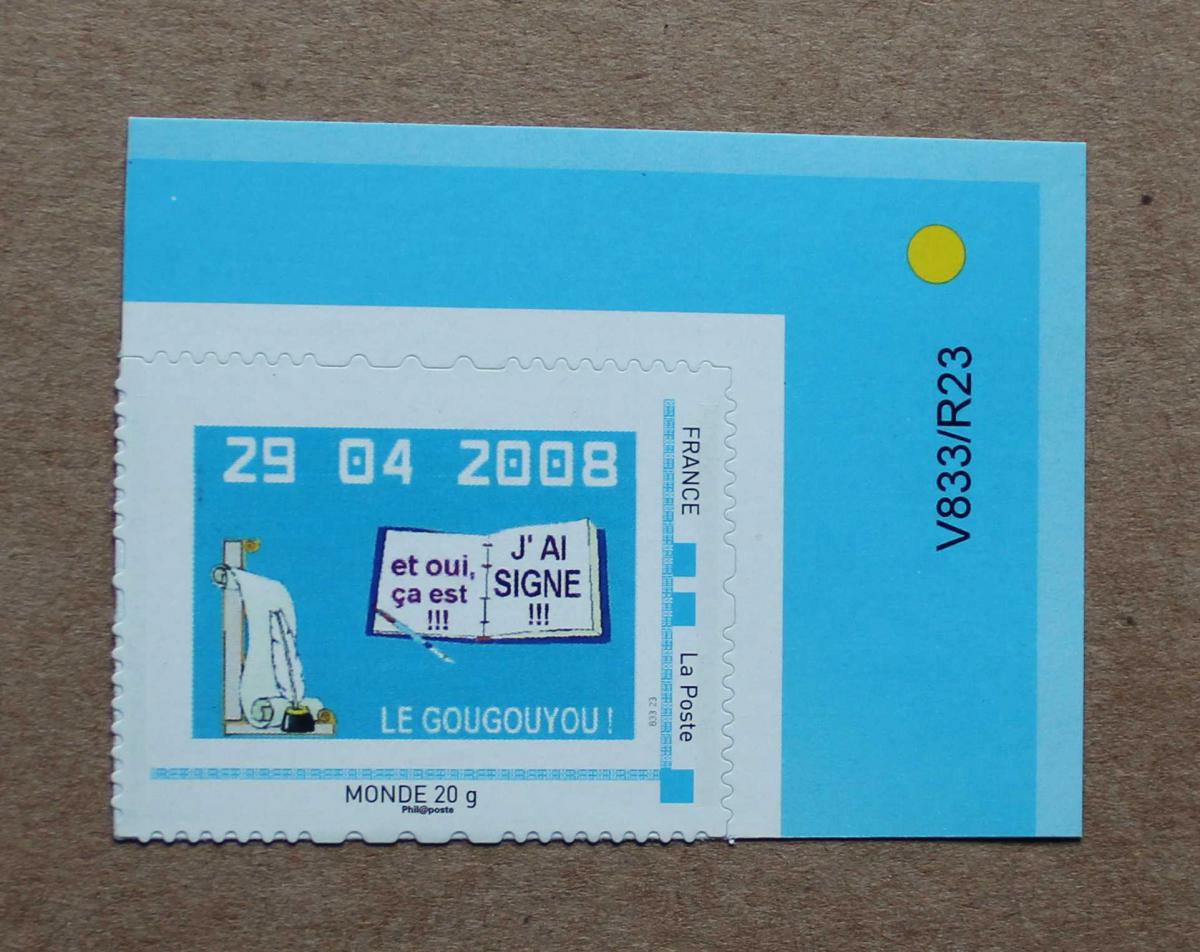 29 04 2008
et oui,
ça est
!!!
J' AI
SIGNE
!!!
LE GOUGOUYOU !
FRANCE
La Poste
833 23
MONDE 20 g
Phil@poste
V833/R23